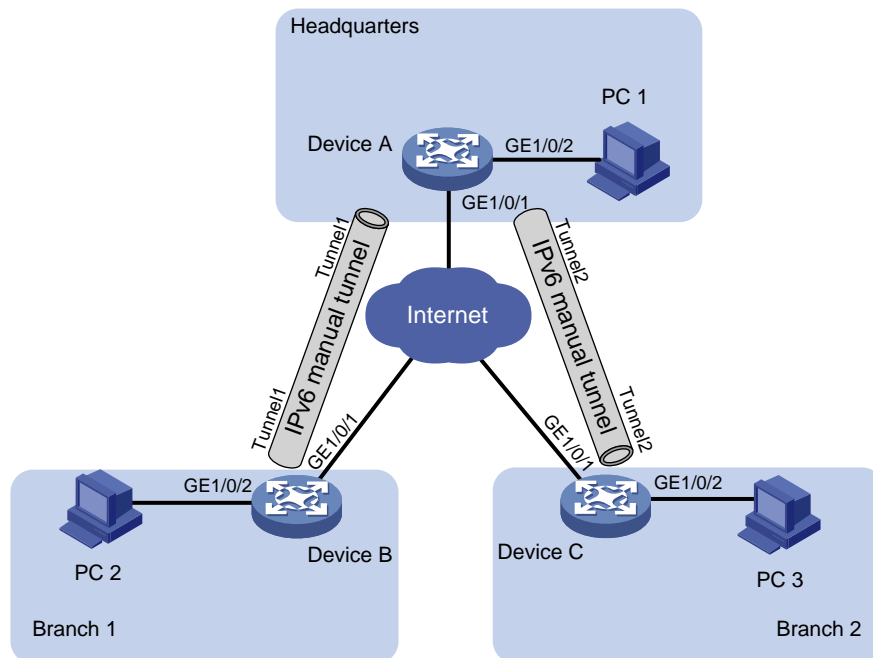 Headquarters
PC 1
Device A
GE1/0/2
GE1/0/1
Tunnel1
IPv6 manual tunnel
Tunnel1
Tunnel2
IPv6 manual tunnel
Tunnel2
Internet
GE1/0/1
GE1/0/1
GE1/0/2
GE1/0/2
PC 2
Device B
Device C
PC 3
Branch 1
Branch 2